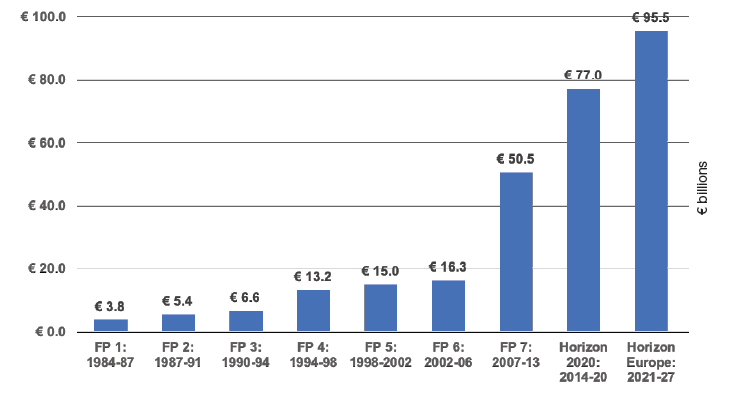 € 100.0
€ 80.0
€ 60.0
€ 40.0
€ 20.0
€ 0.0
€ 3.8
€ 5.4
€ 6.6
€ 13.2
€ 15.0
€ 16.3
€ 50.5
€ 77.0
€ 95.5
€ billions
FP 1:
1984-87
FP 2:
1987-91
FP 3:
1990-94
FP 4:
1994-98
FP 5:
1998-2002
FP 6:
2002-06
FP 7:
2007-13
Horizon
2020:
2014-20
Horizon
Europe:
2021-27